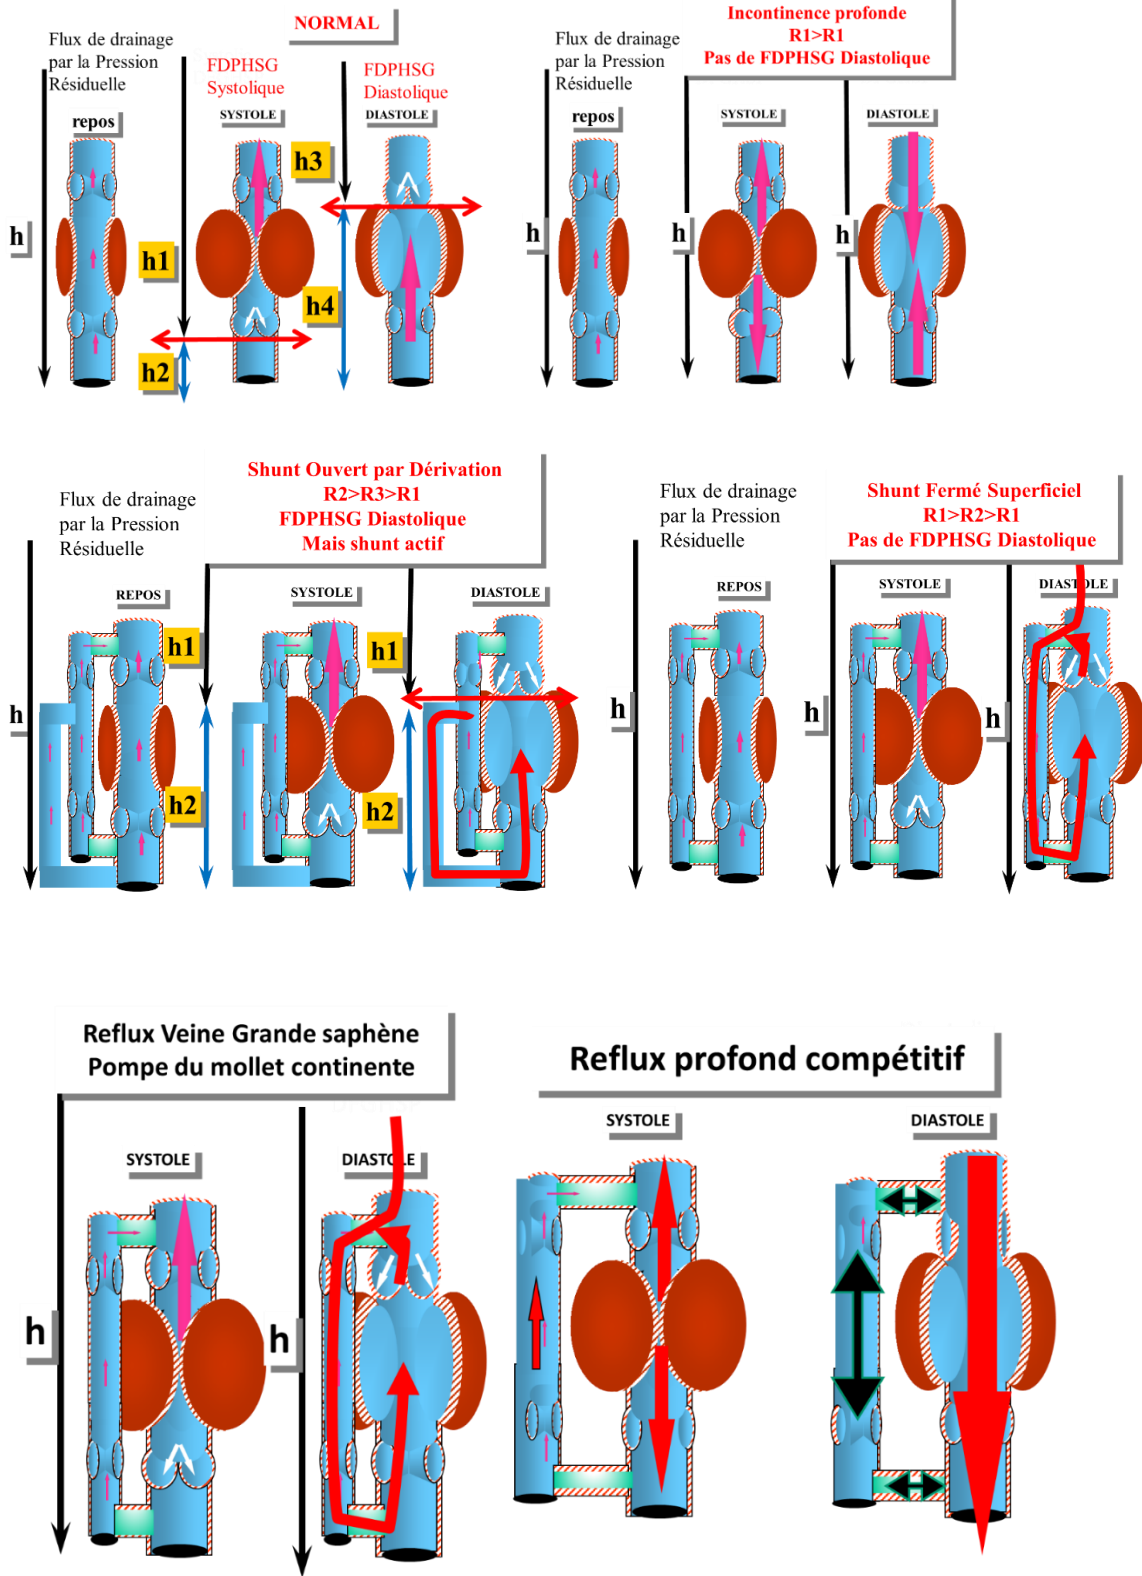 NORMAL
Flux de drainage
par la Pression
Résiduelle
FDPHSG
Systolique
FDPHSG
Diastolique
repos
SYSTOLE
DIASTOLE
h
h1
h2
h3
h4
Incontinence profonde
R1>R1
Pas de FDPHSG Diastolique
Flux de drainage
par la Pression
Résiduelle
repos
SYSTOLE
DIASTOLE
h
h
h
Shunt Ouvert par Dérivation
R2>R3>R1
FDPHSG Diastolique
Mais shunt actif
Flux de drainage
par la Pression
Résiduelle
REPOS
SYSTOLE
DIASTOLE
h
h1
h2
h1
h2
Shunt Fermé Superficiel
R1>R2>R1
Pas de FDPHSG Diastolique
Flux de drainage
par la Pression
Résiduelle
REPOS
SYSTOLE
DIASTOLE
h
h
h
Reflux Veine Grande saphène
Pompe du mollet continente
SYSTOLE
DIASTOLE
h
h
Reflux profond compétitif
SYSTOLE
DIASTOLE